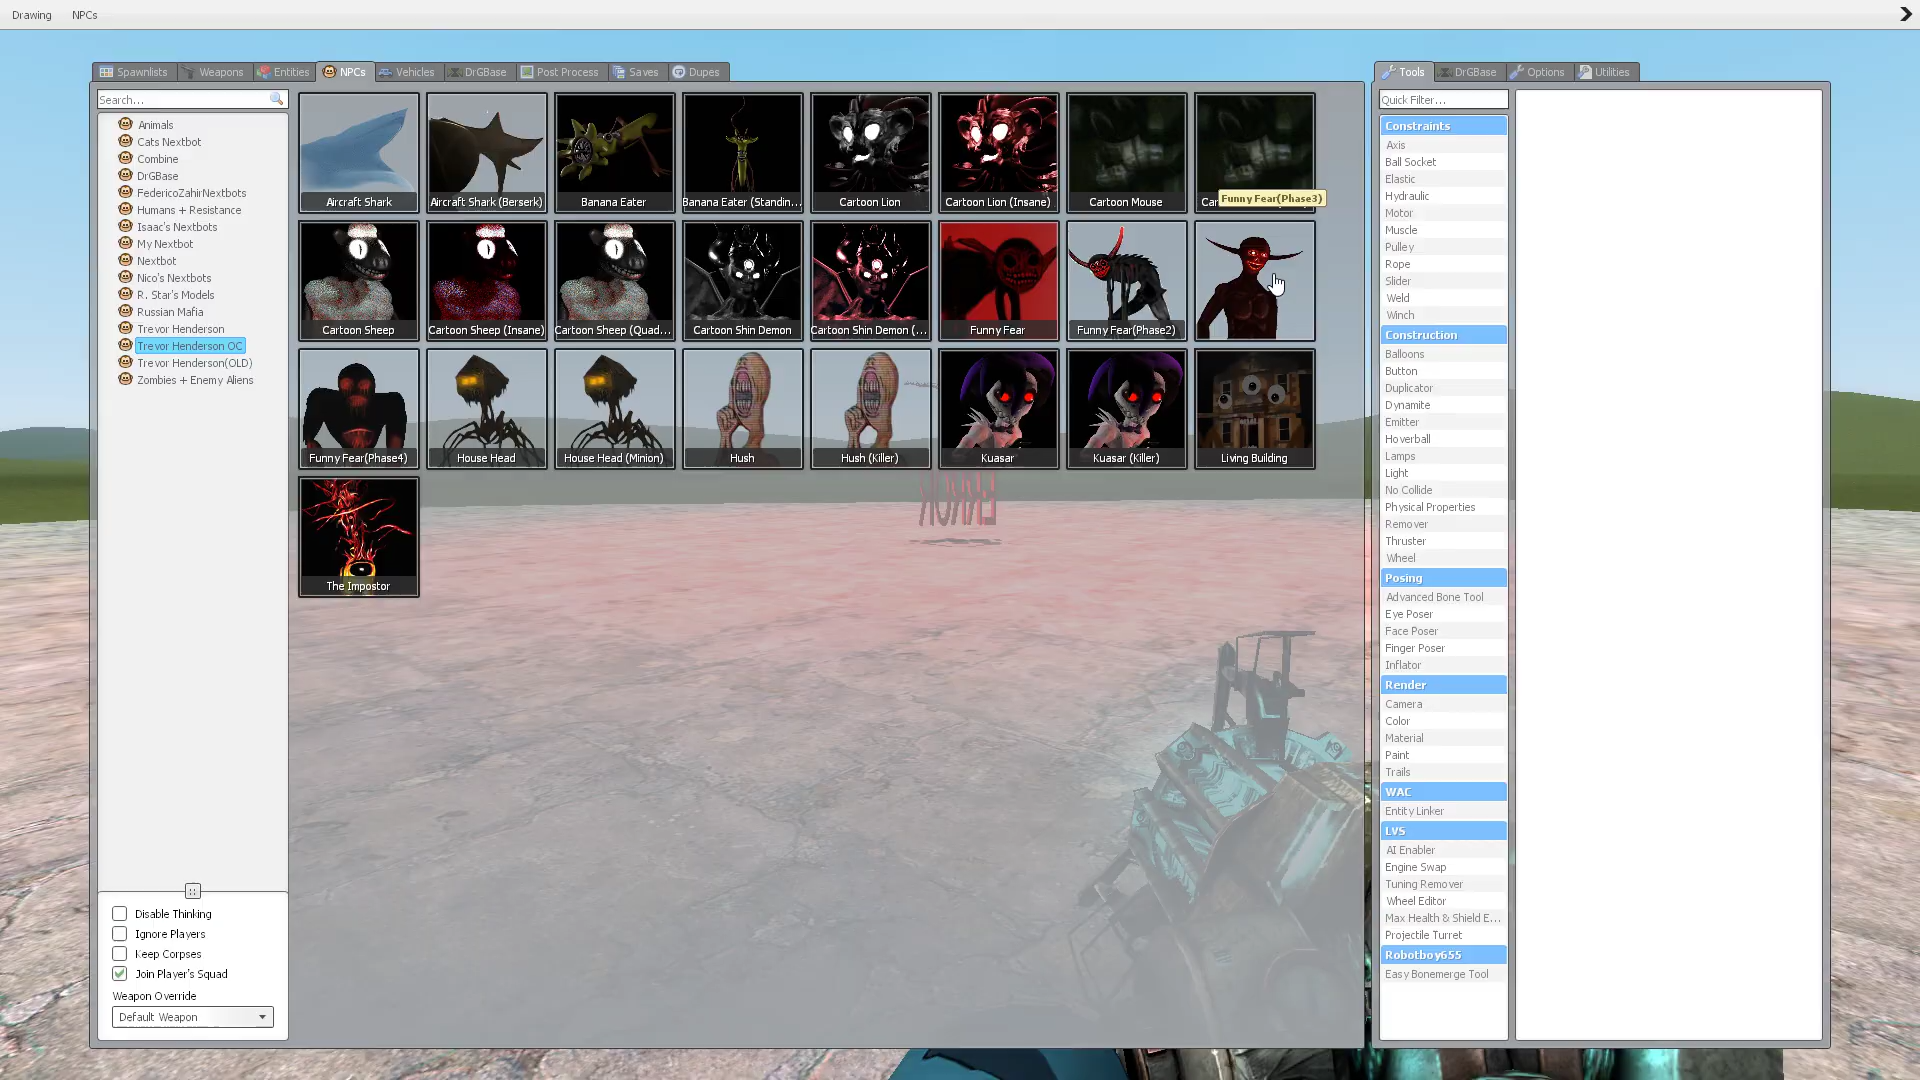 Drawing NPCs
Spawnlists Weapons Entities NPCs Vehicles DrGBase Post Process Saves Dupes
Search...
Animals
Cats Nextbot
Combine
DrGBase
FedericoZahirNextbots
Humans + Resistance
Isaac's Nextbots
My Nextbot
Nextbot
Nico's Nextbots
R. Star's Models
Russian Mafia
Trevor Henderson
Trevor Henderson OC
Trevor Henderson(OLD)
Zombies + Enemy Aliens
Disable Thinking
Ignore Players
Keep Corpses
Join Player's Squad
Weapon Override
Default Weapon
Aircraft Shark
Aircraft Shark (Berserk)
Banana Eater
Banana Eater (Standin...
Cartoon Lion
Cartoon Lion (Insane)
Cartoon Mouse
Funny Fear(Phase3)
Cartoon Sheep
Cartoon Sheep (Insane)
Cartoon Sheep (Quad...
Cartoon Shin Demon
Cartoon Shin Demon (...
Funny Fear
Funny Fear(Phase2)
Funny Fear(Phase4)
House Head
House Head (Minion)
Hush
Hush (Killer)
Kuasar
Kuasar (Killer)
Living Building
The Impostor
ERROR
Tools DrGBase Options Utilities
Quick Filter...
Constraints
Axis
Ball Socket
Elastic
Hydraulic
Motor
Muscle
Pulley
Rope
Slider
Weld
Winch
Construction
Balloons
Button
Duplicator
Dynamite
Emitter
Hoverball
Lamps
Light
No Collide
Physical Properties
Remover
Thruster
Wheel
Posing
Advanced Bone Tool
Eye Poser
Face Poser
Finger Poser
Inflator
Render
Camera
Color
Material
Paint
Trails
WAC
Entity Linker
LVS
AI Enabler
Engine Swap
Tuning Remover
Wheel Editor
Max Health & Shield E...
Projectile Turret
Robotboy655
Easy Bonemerge Tool